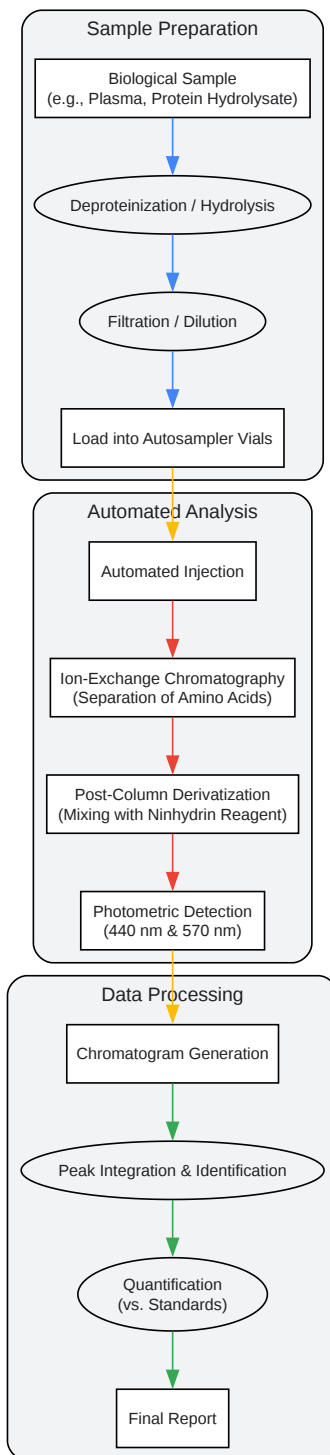 Sample Preparation
Biological Sample
(e.g., Plasma, Protein Hydrolysate)
Deproteinization / Hydrolysis
Filtration / Dilution
Load into Autosampler Vials
Automated Analysis
Automated Injection
Ion-Exchange Chromatography
(Separation of Amino Acids)
Post-Column Derivatization
(Mixing with Ninhydrin Reagent)
Photometric Detection
(440 nm & 570 nm)
Data Processing
Chromatogram Generation
Peak Integration & Identification
Quantification
(vs. Standards)
Final Report